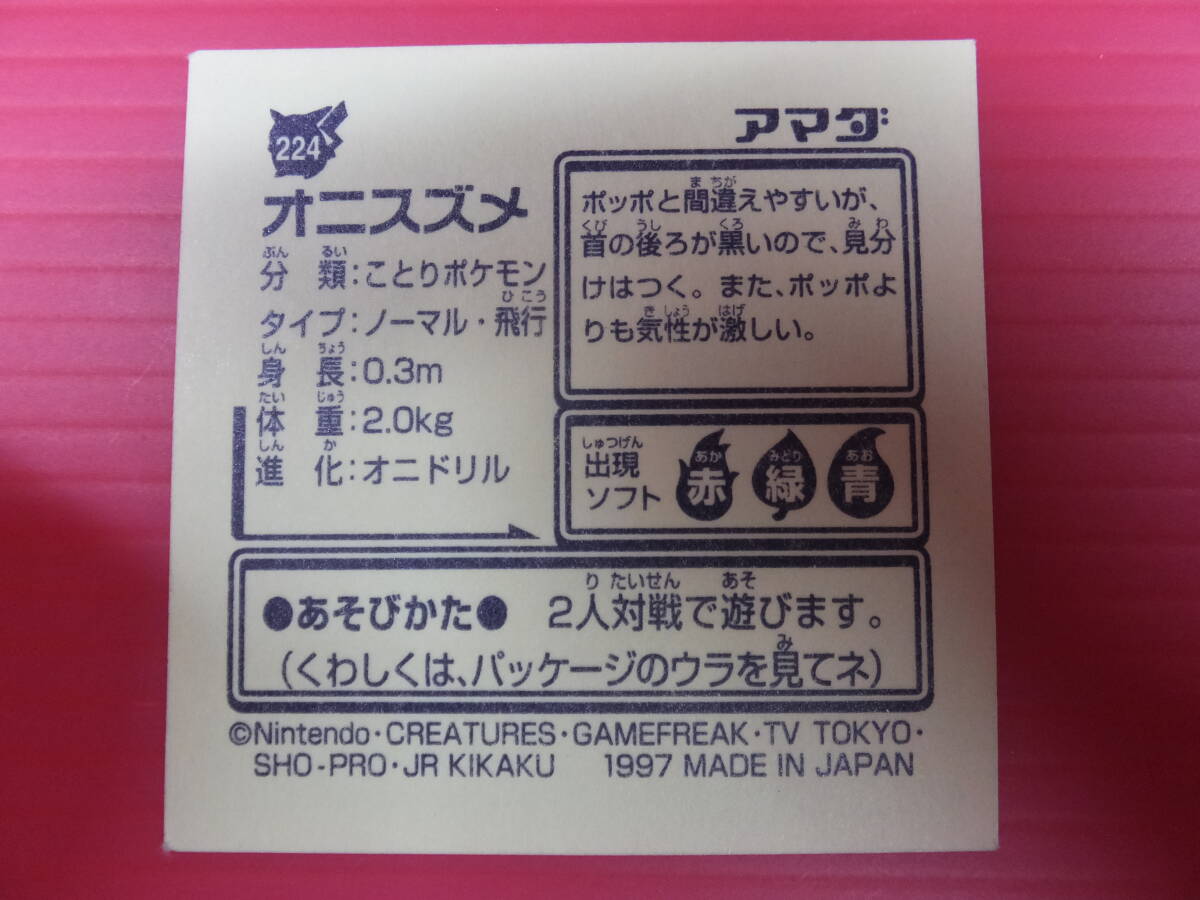 224
アマダ
オニスズメ
分類：ことりポケモン
タイプ：ノーマル・飛行
身長：0.3m
体重：2.0kg
進化：オニドリル
ポッポと間違えやすいが、
首の後ろが黒いので、見分
けはつく。また、ポッポよ
りも気性が激しい。
出現
ソフト
赤 緑 青
●あそびかた● 2人対戦で遊びます。
（くわしくは、パッケージのウラを見てネ）
©Nintendo・CREATURES・GAMEFREAK・TV TOKYO・
SHO-PRO・JR KIKAKU 1997 MADE IN JAPAN